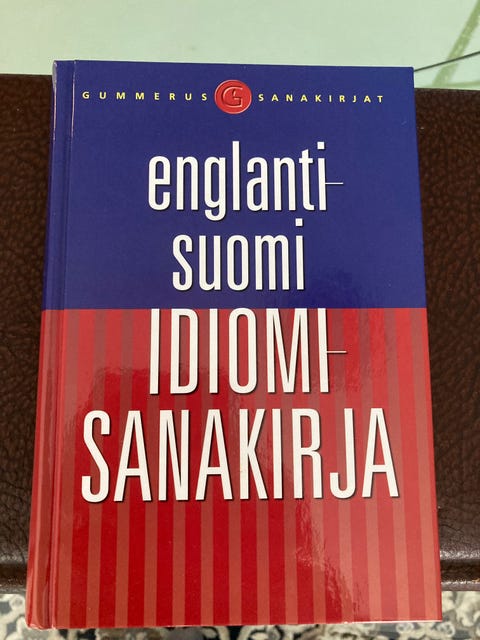 GUMMERUS G SANAKIRJAT
englanti-
suomi
IDIOMI-
SANAKIRJA